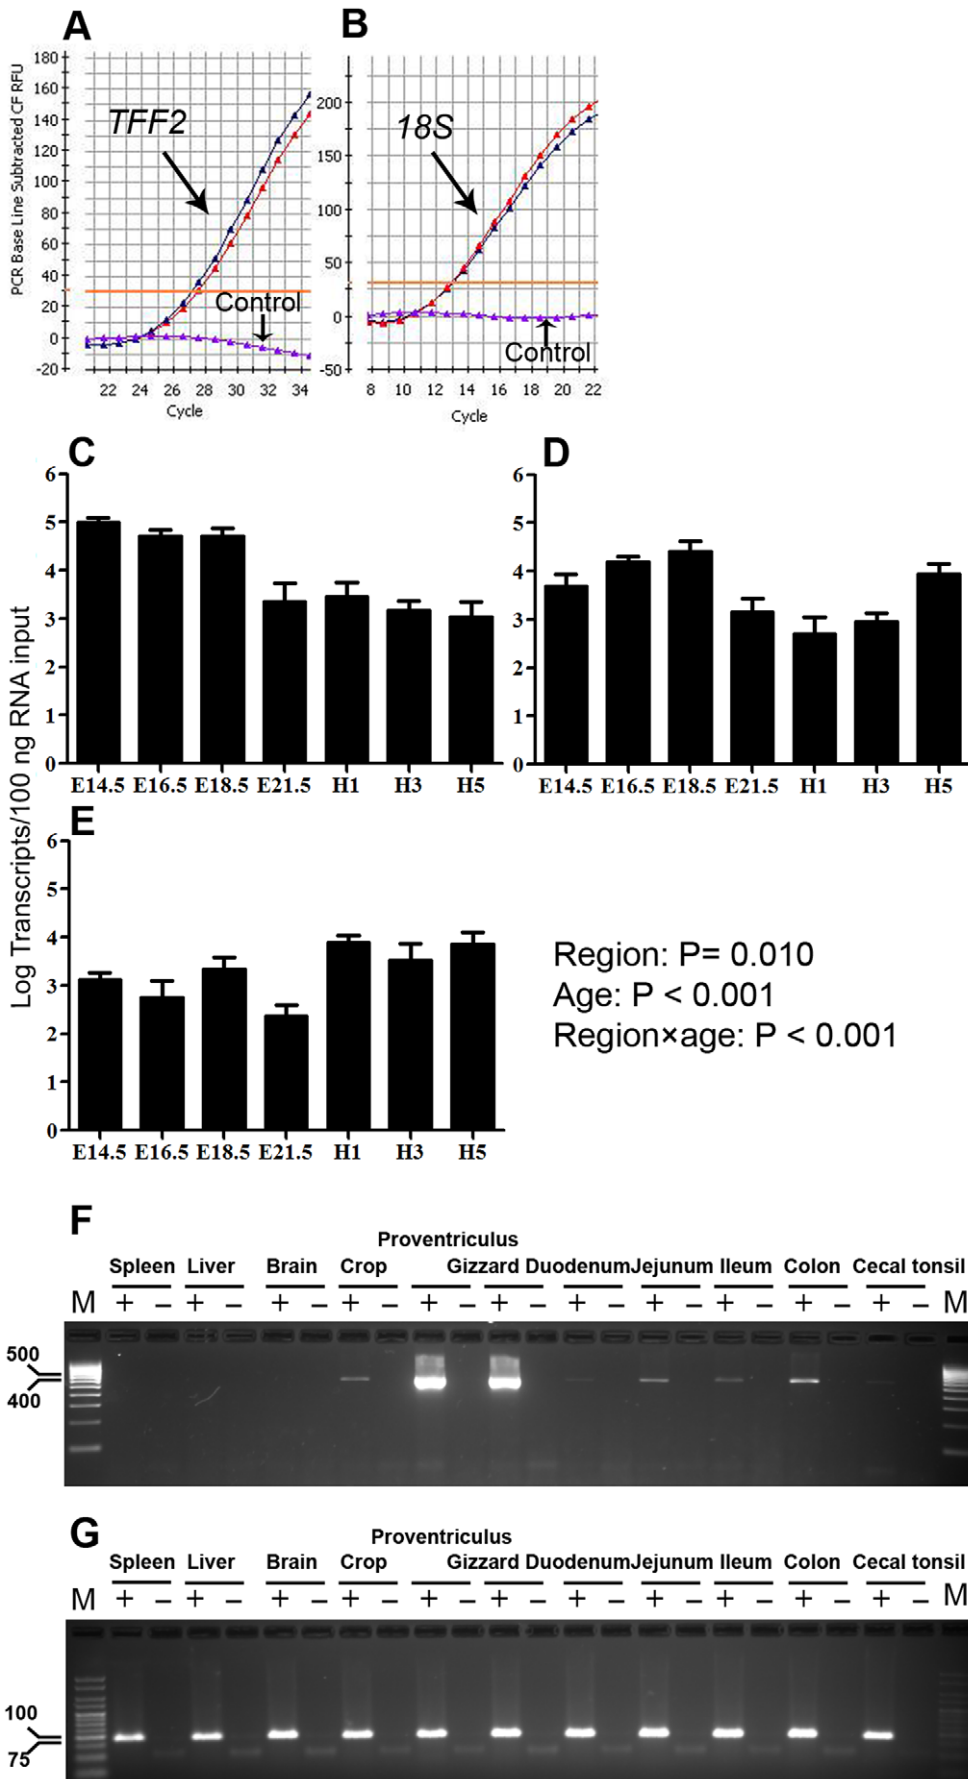 A
B
180
160
140
120
100
80
60
40
20
0
-20
PCR Base Line Subtracted CF RFU
TFF2
Control
22 24 26 28 30 32 34
Cycle
200
150
100
50
0
-50
18S
Control
8 10 12 14 16 18 20 22
Cycle
C
D
Log Transcripts/100 ng RNA input
6
5
4
3
2
1
0
E14.5 E16.5 E18.5 E21.5 H1 H3 H5
6
5
4
3
2
1
0
E14.5 E16.5 E18.5 E21.5 H1 H3 H5
E
6
5
4
3
2
1
0
E14.5 E16.5 E18.5 E21.5 H1 H3 H5
Region: P= 0.010
Age: P < 0.001
Region×age: P < 0.001
F
Proventriculus
Spleen Liver Brain Crop Gizzard Duodenum Jejunum Ileum Colon Cecal tonsil
M + − + − + − + − + − + − + − + − + − + − + − M
500
400
G
Proventriculus
Spleen Liver Brain Crop Gizzard Duodenum Jejunum Ileum Colon Cecal tonsil
M + − + − + − + − + − + − + − + − + − + − + − M
100
75